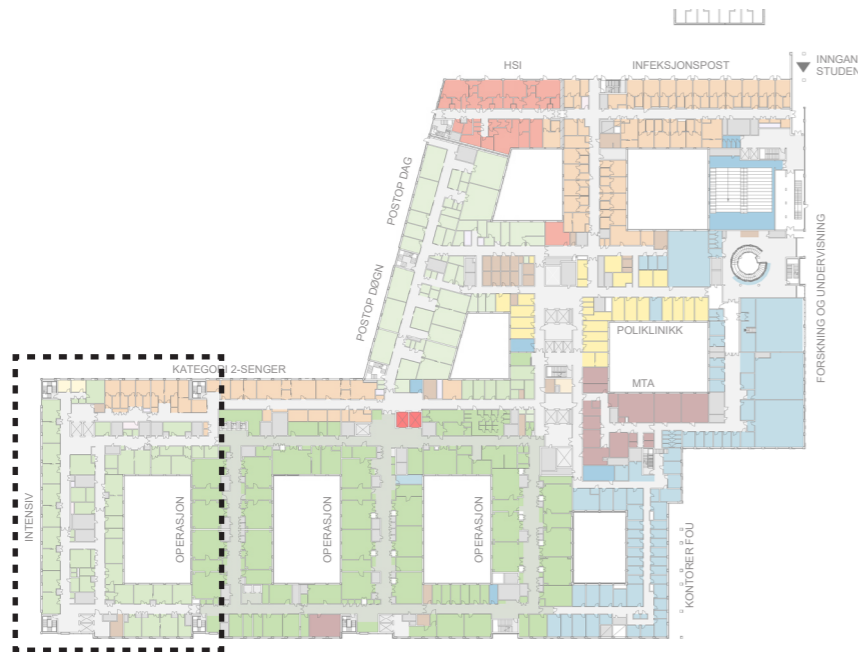 HSI
INFEKSJONSPOST
INNGAN
STUDEN
POSTOP DAG
POSTOP DØGN
FORSKNING OG UNDERVISNING
POLIKLINIKK
KATEGORI 2-SENGER
MTA
INTENSIV
OPERASJON
OPERASJON
OPERASJON
KONTORER FOU